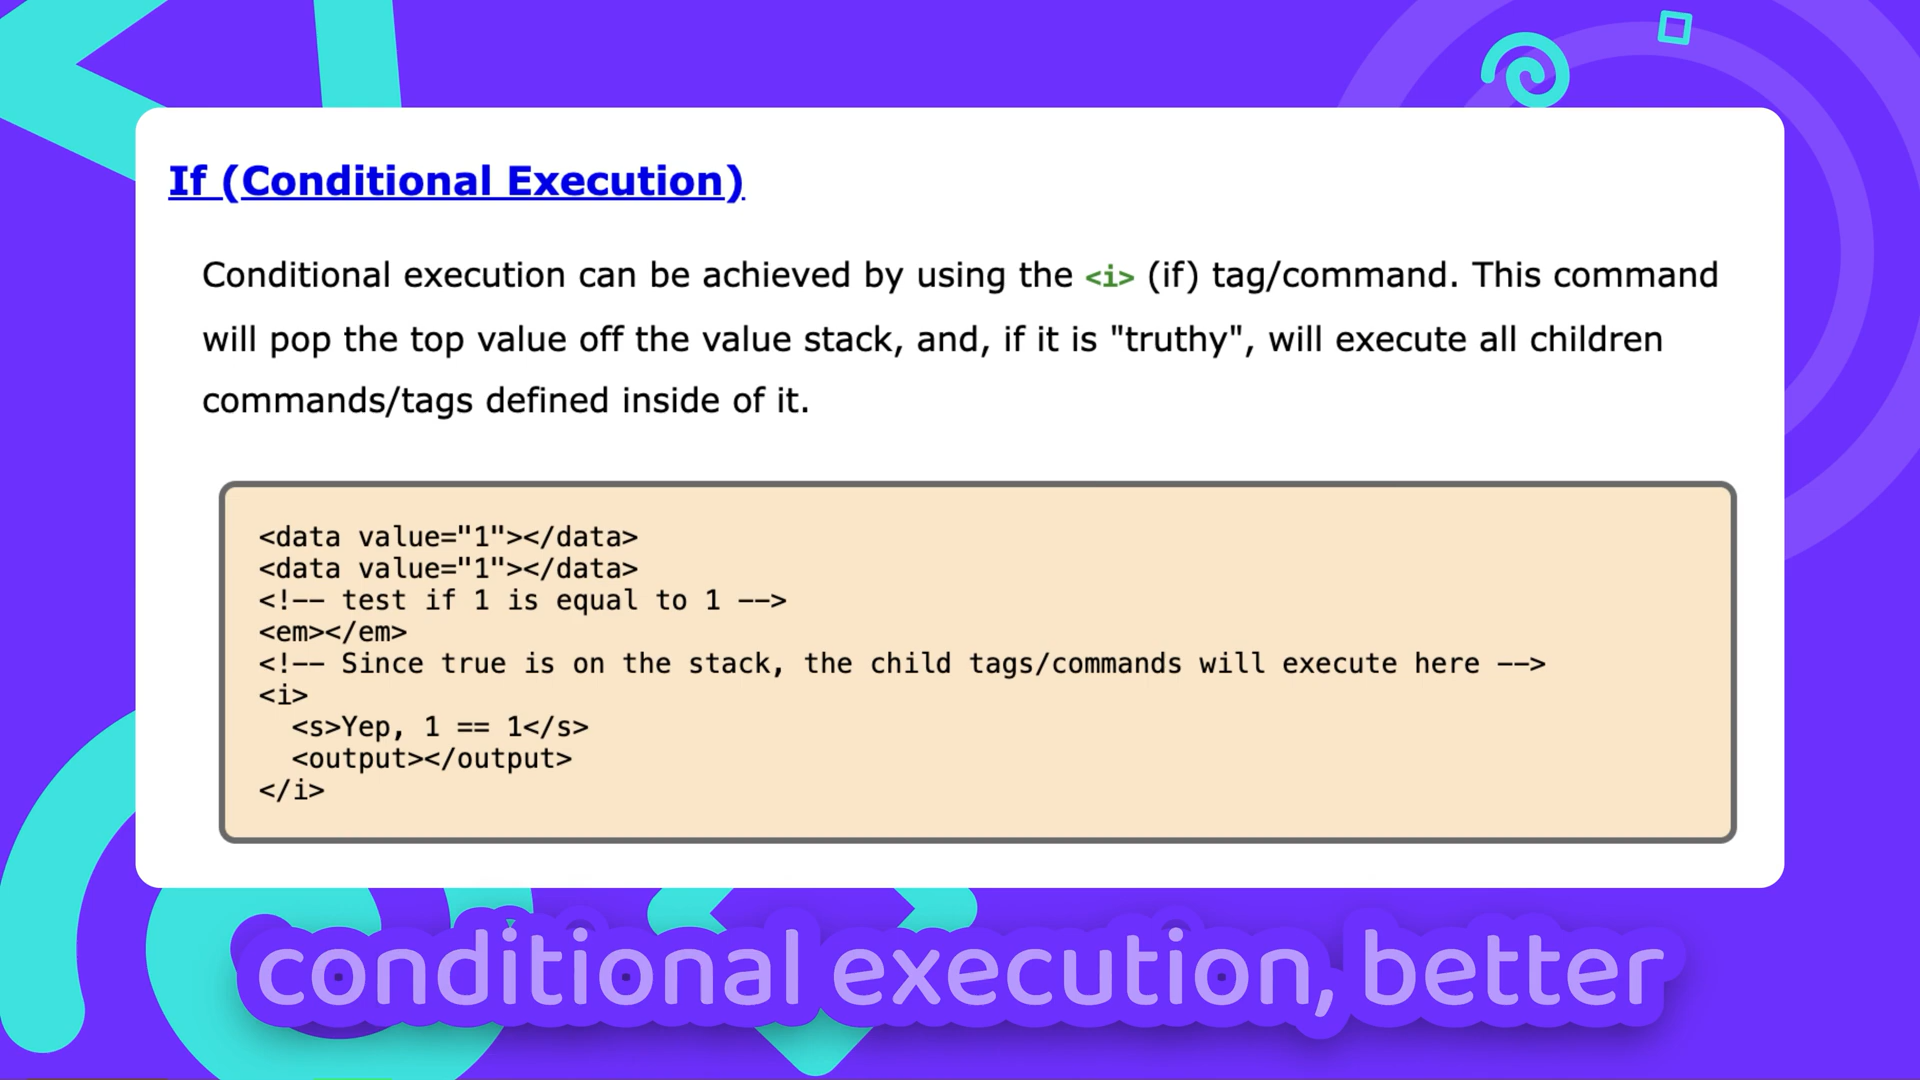 If (Conditional Execution)
Conditional execution can be achieved by using the <i> (if) tag/command. This command
will pop the top value off the value stack, and, if it is "truthy", will execute all children
commands/tags defined inside of it.
<data value="1"></data>
<data value="1"></data>
<!-- test if 1 is equal to 1 -->
<em></em>
<!-- Since true is on the stack, the child tags/commands will execute here -->
<i>
  <s>Yep, 1 == 1</s>
  <output></output>
</i>
conditional execution, better